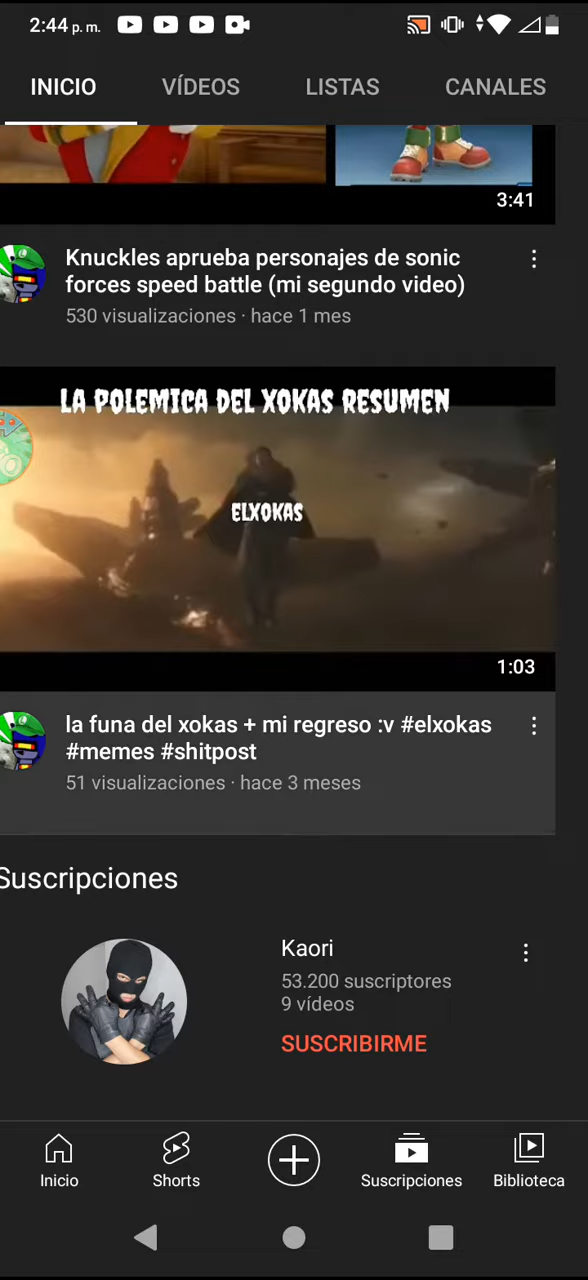 2:44 p. m.
INICIO
VÍDEOS
LISTAS
CANALES
3:41
Knuckles aprueba personajes de sonic
forces speed battle (mi segundo video)
530 visualizaciones · hace 1 mes
LA POLEMICA DEL XOKAS RESUMEN
ELXOKAS
1:03
la funa del xokas + mi regreso :v #elxokas
#memes #shitpost
51 visualizaciones · hace 3 meses
Suscripciones
Kaori
53.200 suscriptores
9 vídeos
SUSCRIBIRME
Inicio
Shorts
Suscripciones
Biblioteca